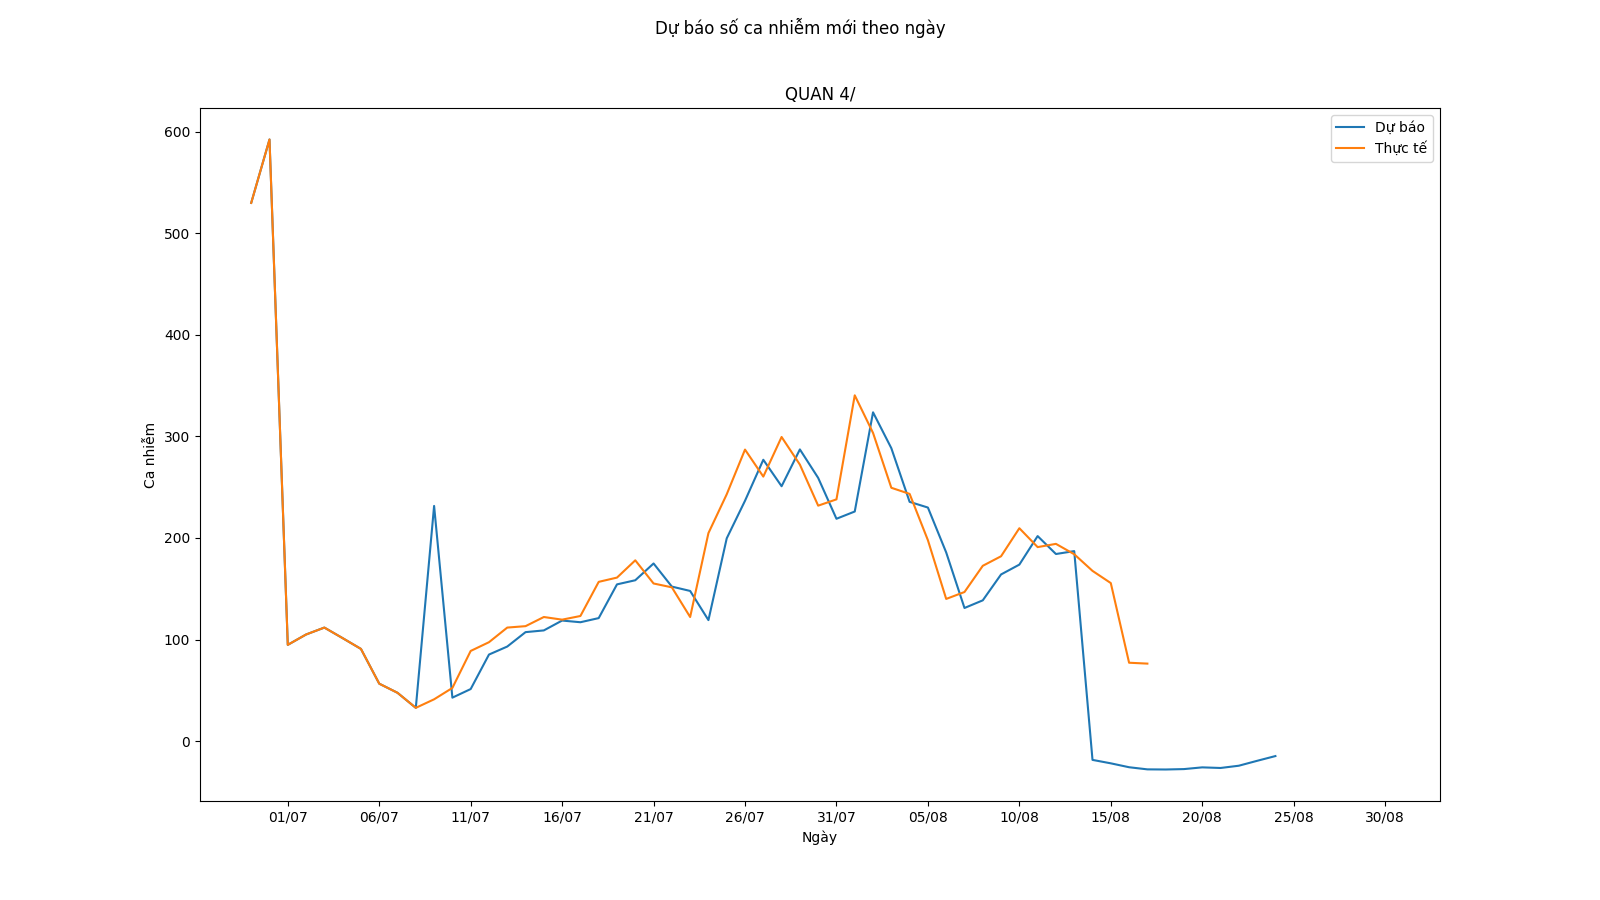 Dự báo số ca nhiễm mới theo ngày
QUAN 4/
Dự báo
Thực tế
600
500
400
300
200
100
0
Ca nhiễm
01/07 06/07 11/07 16/07 21/07 26/07 31/07 05/08 10/08 15/08 20/08 25/08 30/08
Ngày